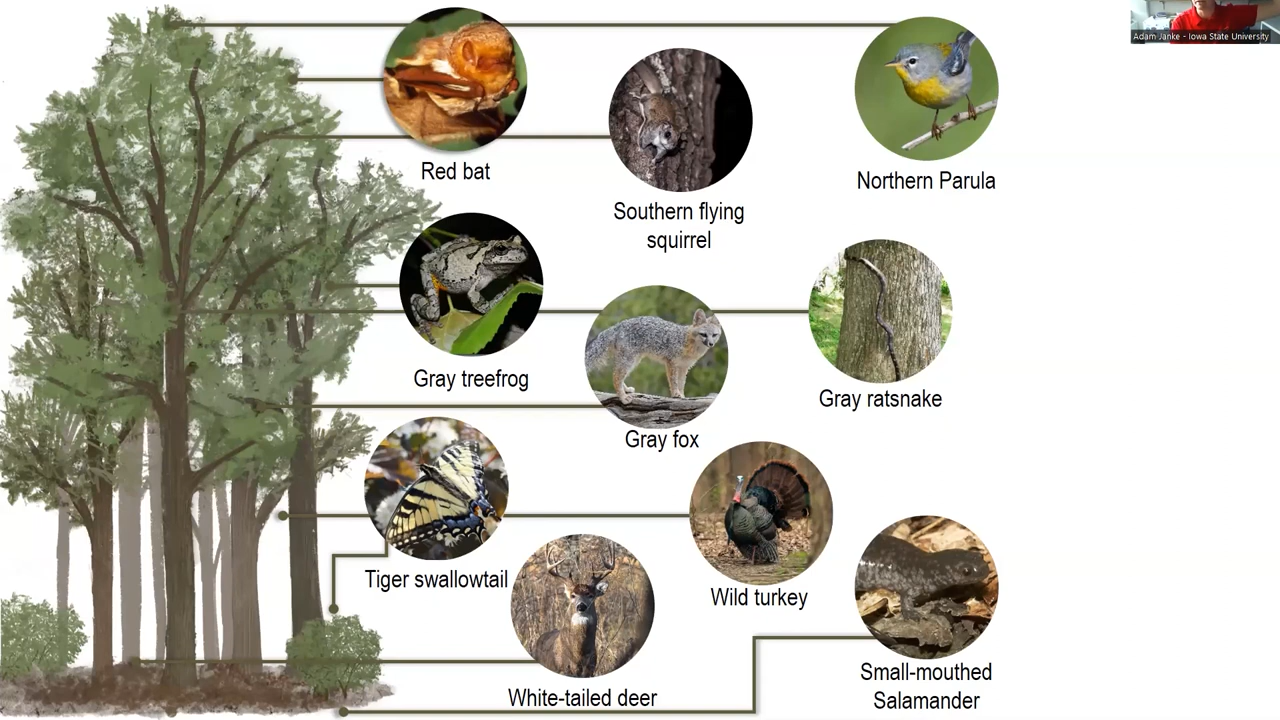 Adam Janke - Iowa State University
Red bat
Northern Parula
Southern flying
squirrel
Gray treefrog
Gray ratsnake
Gray fox
Tiger swallowtail
Wild turkey
White-tailed deer
Small-mouthed
Salamander